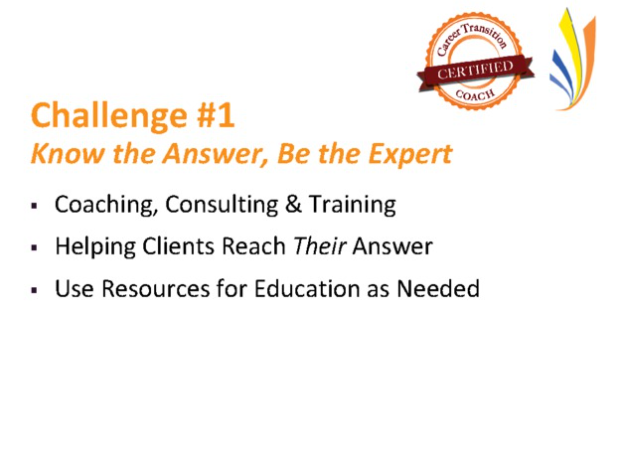 Career Transition
CERTIFIED
COACH
Challenge #1
Know the Answer, Be the Expert
Coaching, Consulting & Training
Helping Clients Reach Their Answer
Use Resources for Education as Needed